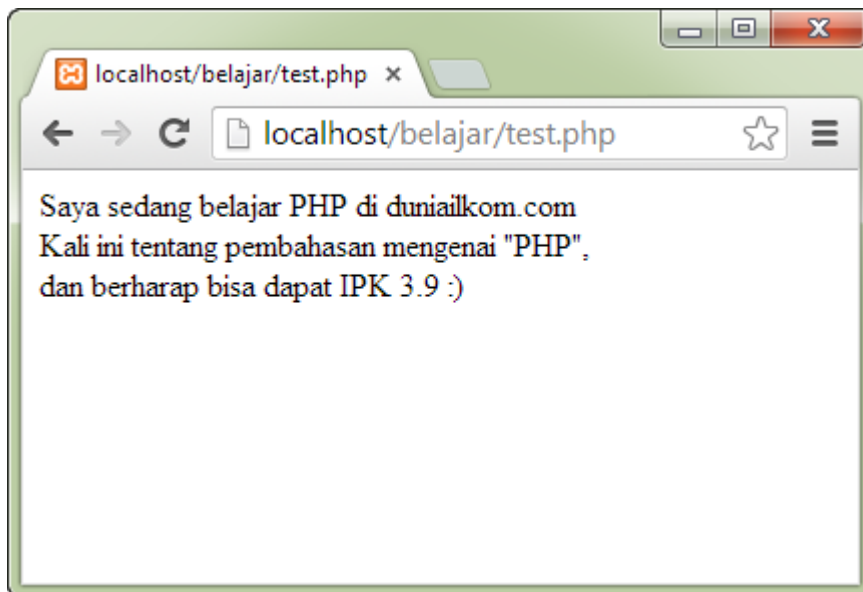 localhost/belajar/test.php
localhost/belajar/test.php
Saya sedang belajar PHP di duniailkom.com
Kali ini tentang pembahasan mengenai "PHP",
dan berharap bisa dapat IPK 3.9 :)